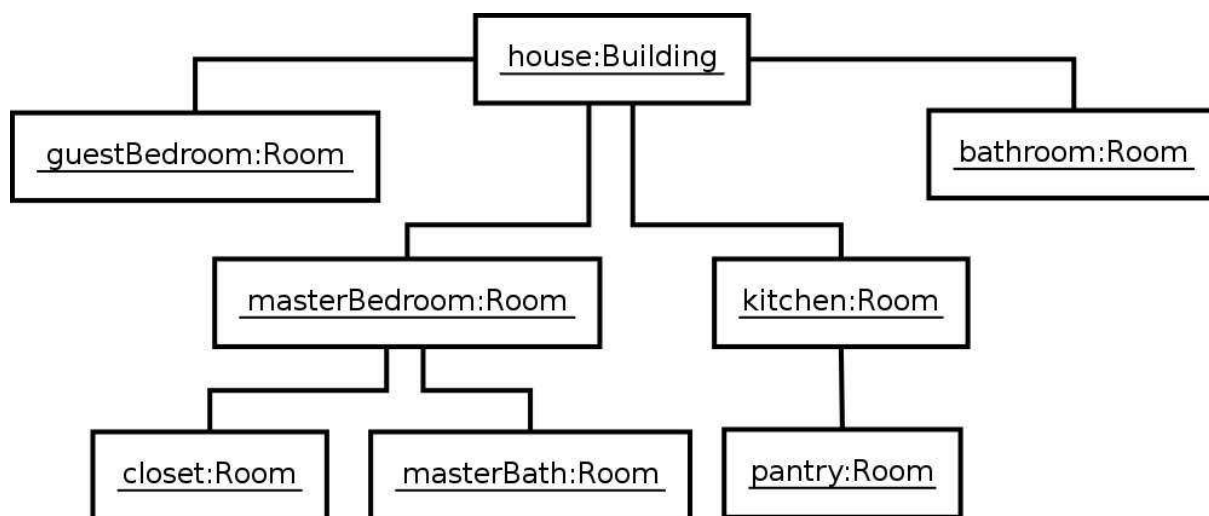 house:Building
guestBedroom:Room
bathroom:Room
masterBedroom:Room
kitchen:Room
closet:Room
masterBath:Room
pantry:Room